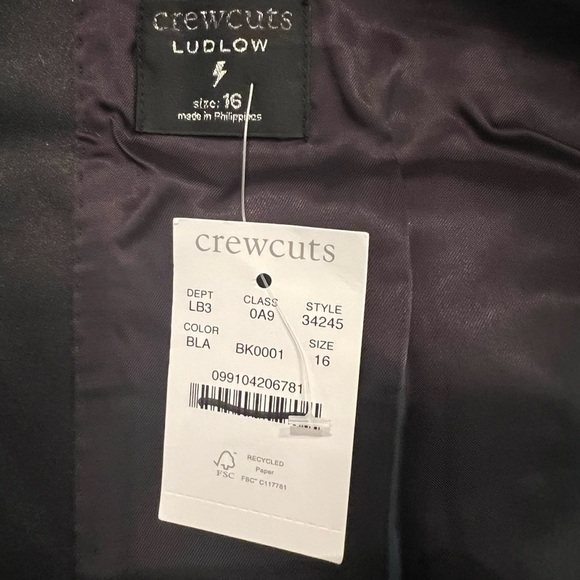 crewcuts
LUDLOW
size: 16
made in Philippines
crewcuts
DEPT CLASS STYLE
LB3 0A9 34245
COLOR SIZE
BLA BK0001 16
099104206781
RECYCLED
Paper
FSC FSC® C117781